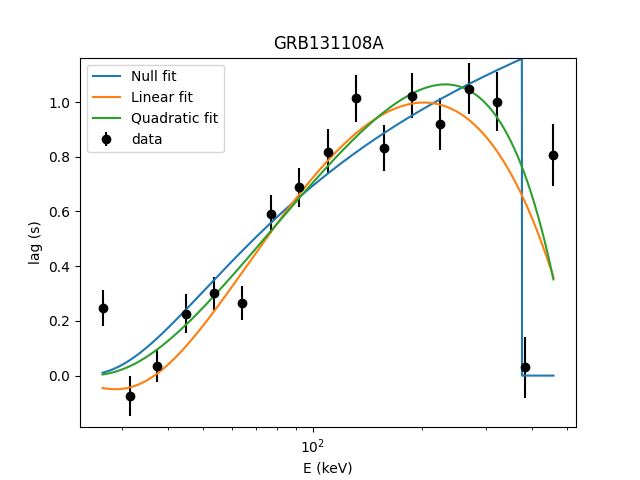 GRB131108A
Null fit
Linear fit
Quadratic fit
data
1.0
0.8
0.6
0.4
0.2
0.0
lag (s)
10²
E (keV)